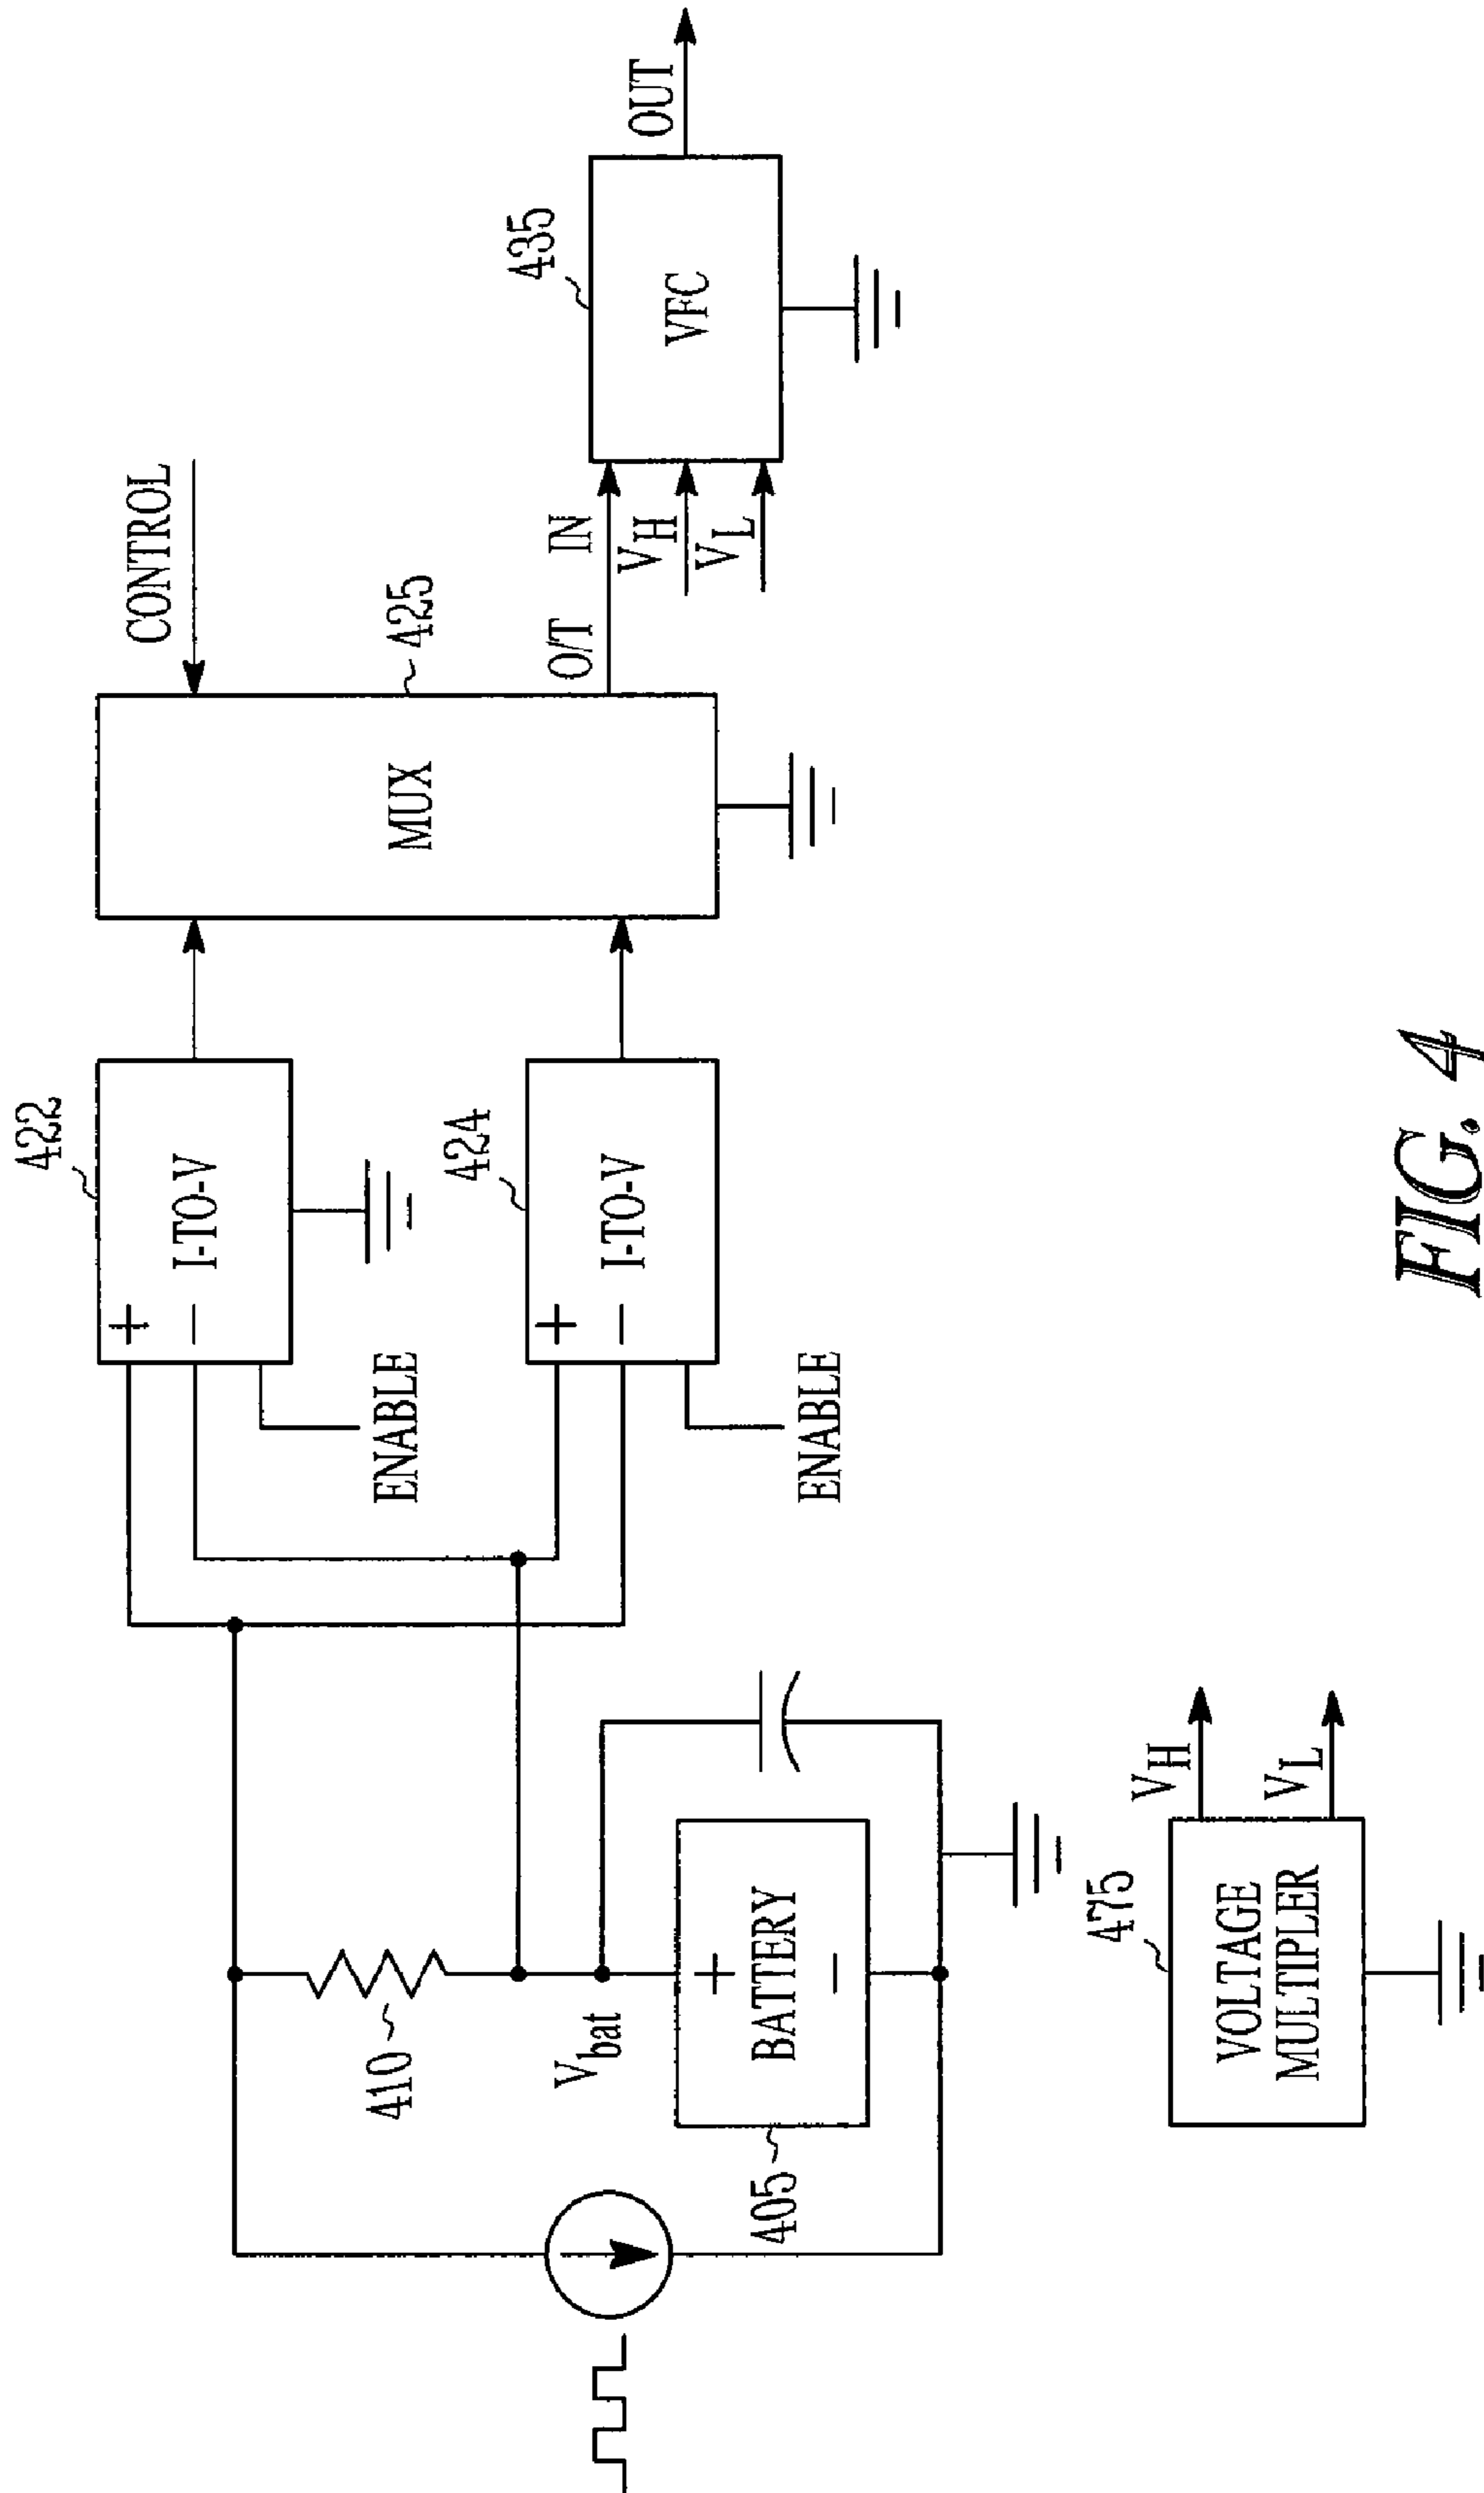 422
+
−
I-TO-V
ENABLE
424
+
−
I-TO-V
ENABLE
MUX
425
CONTROL
O/T IN
VH
VL
435
VFC
OUT
410
Vbat
+
BATTERY
−
405
475
VOLTAGE
MULTIPLER
VH
VL
FIG. 4